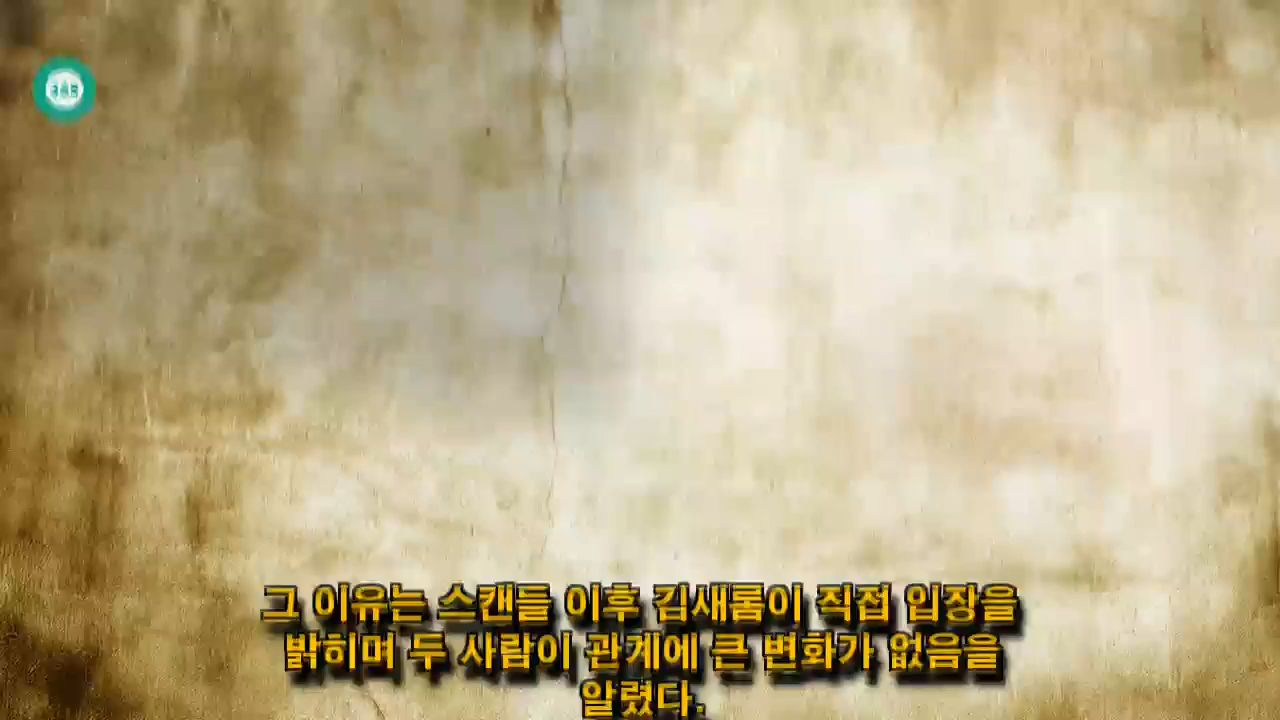 그 이유는 스캔들 이후 김새롬이 직접 입장을
밝히며 두 사람이 관계에 큰 변화가 없음을
알렸다.